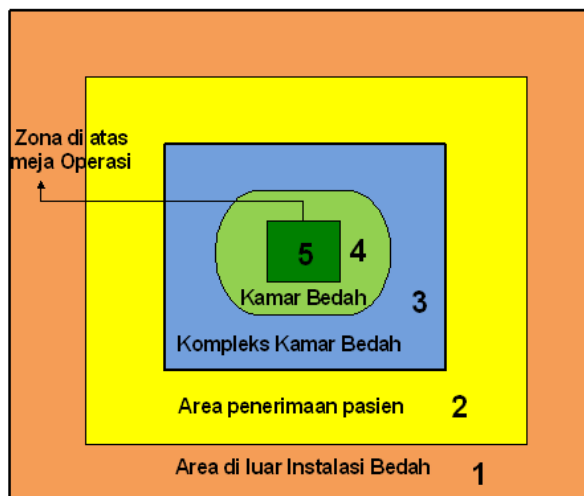 Zona di atas
meja Operasi
5
4
Kamar Bedah
3
Kompleks Kamar Bedah
Area penerimaan pasien
2
Area di luar Instalasi Bedah
1